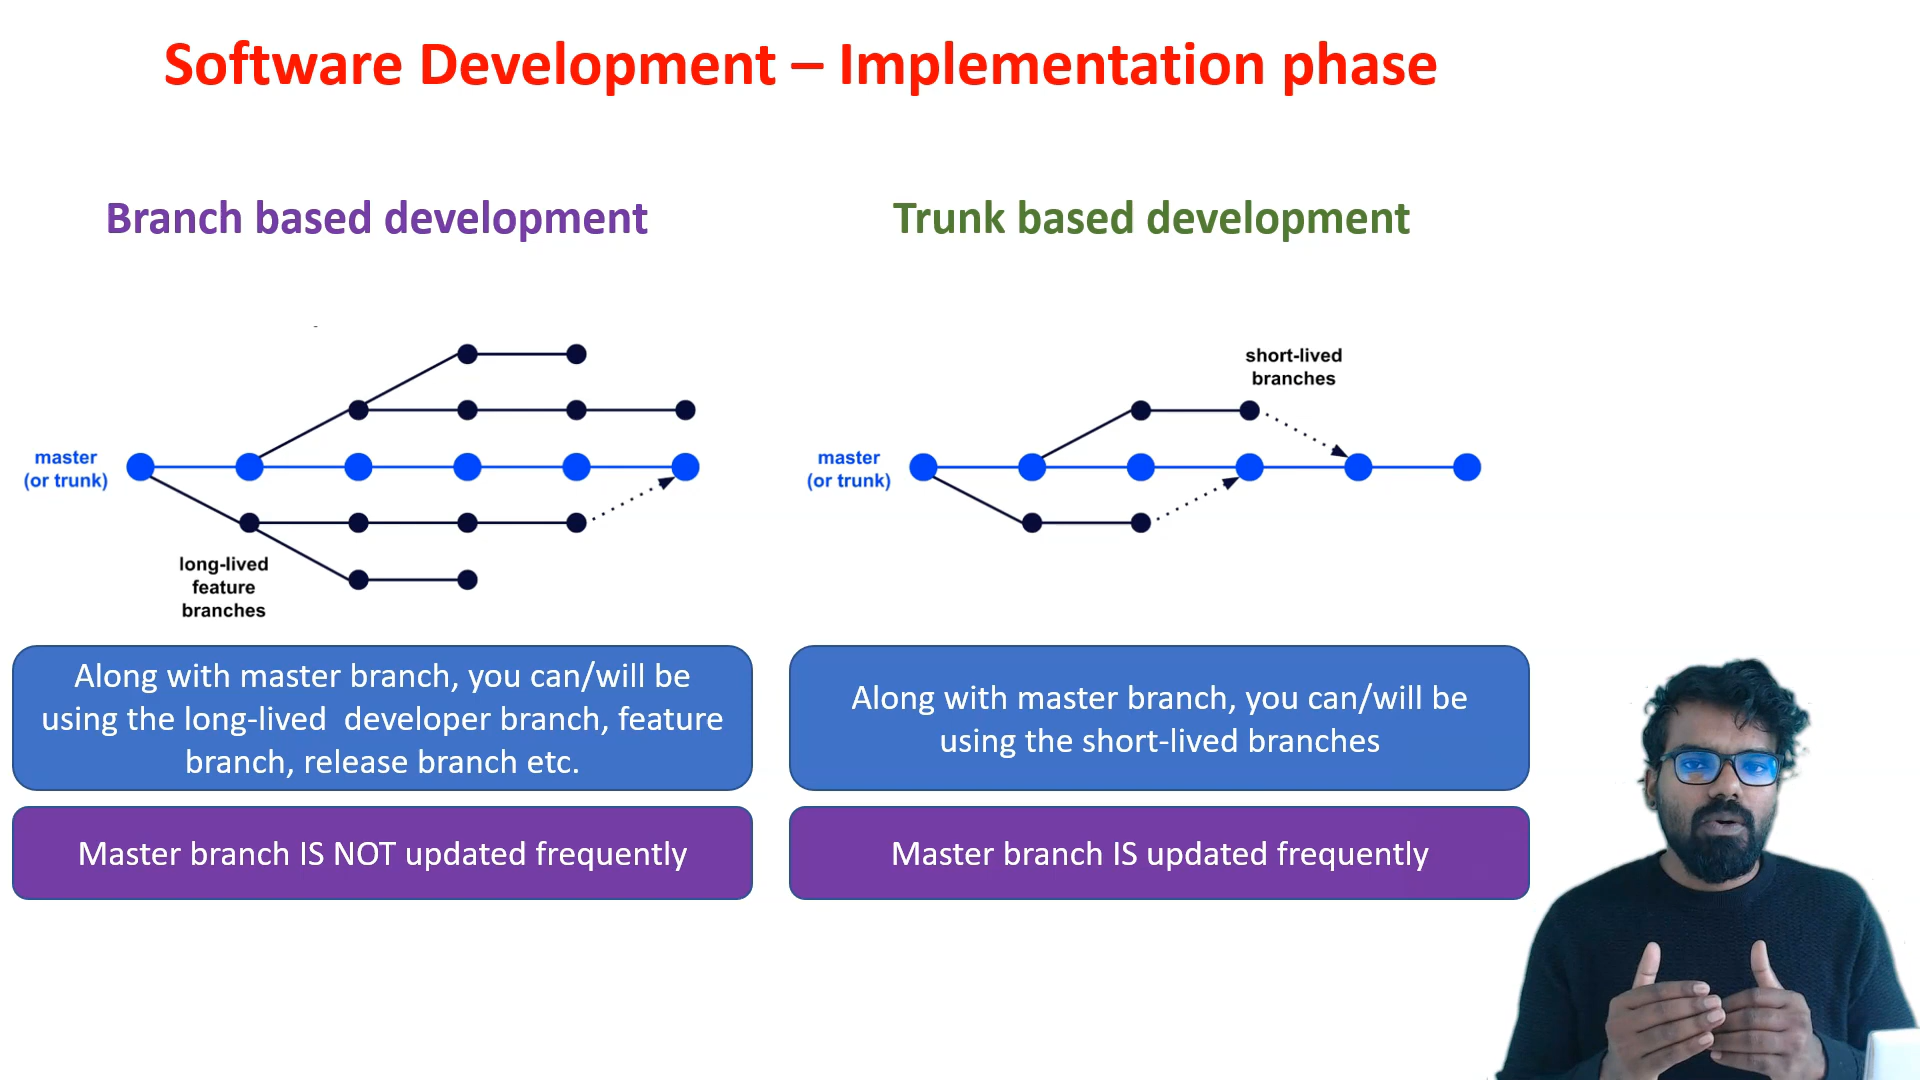 Software Development – Implementation phase
Branch based development
master
(or trunk)
long-lived
feature
branches
Along with master branch, you can/will be
using the long-lived  developer branch, feature
branch, release branch etc.
Master branch IS NOT updated frequently
Trunk based development
short-lived
branches
master
(or trunk)
Along with master branch, you can/will be
using the short-lived branches
Master branch IS updated frequently